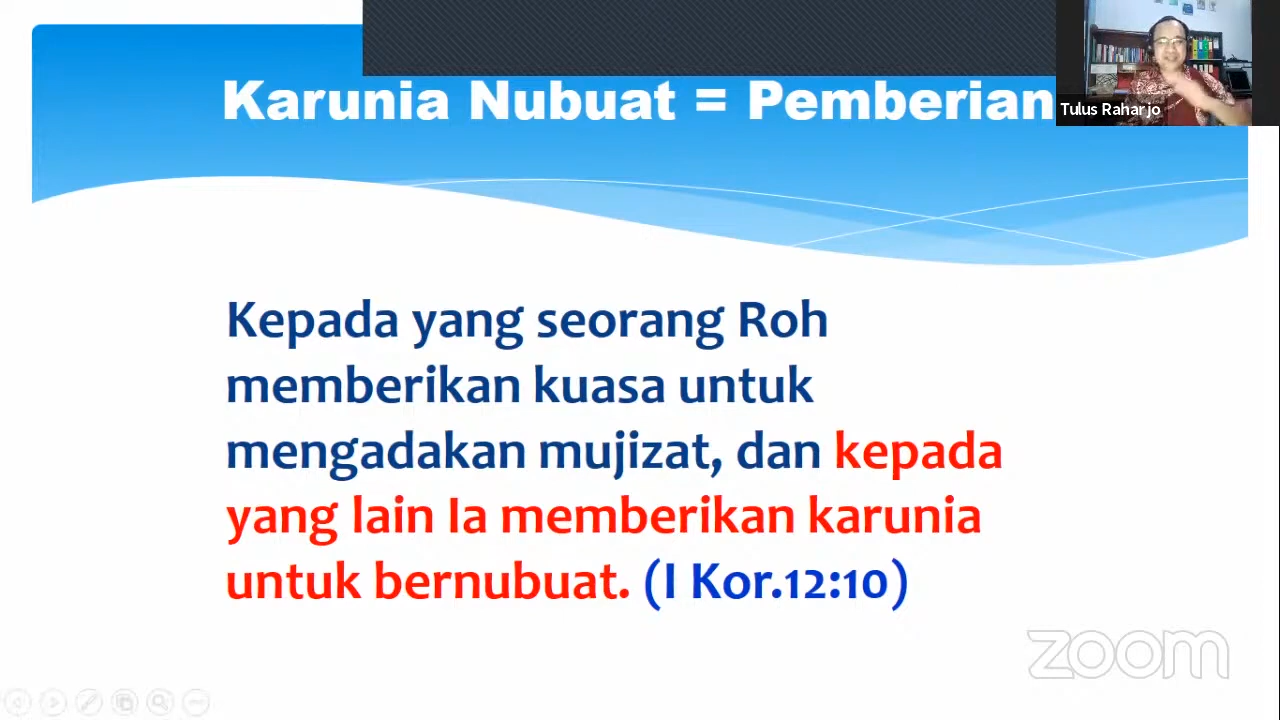 Karunia Nubuat = Pemberian
Tulus Raharjo
Kepada yang seorang Roh
memberikan kuasa untuk
mengadakan mujizat, dan kepada
yang lain Ia memberikan karunia
untuk bernubuat. (I Kor.12:10)
zoom